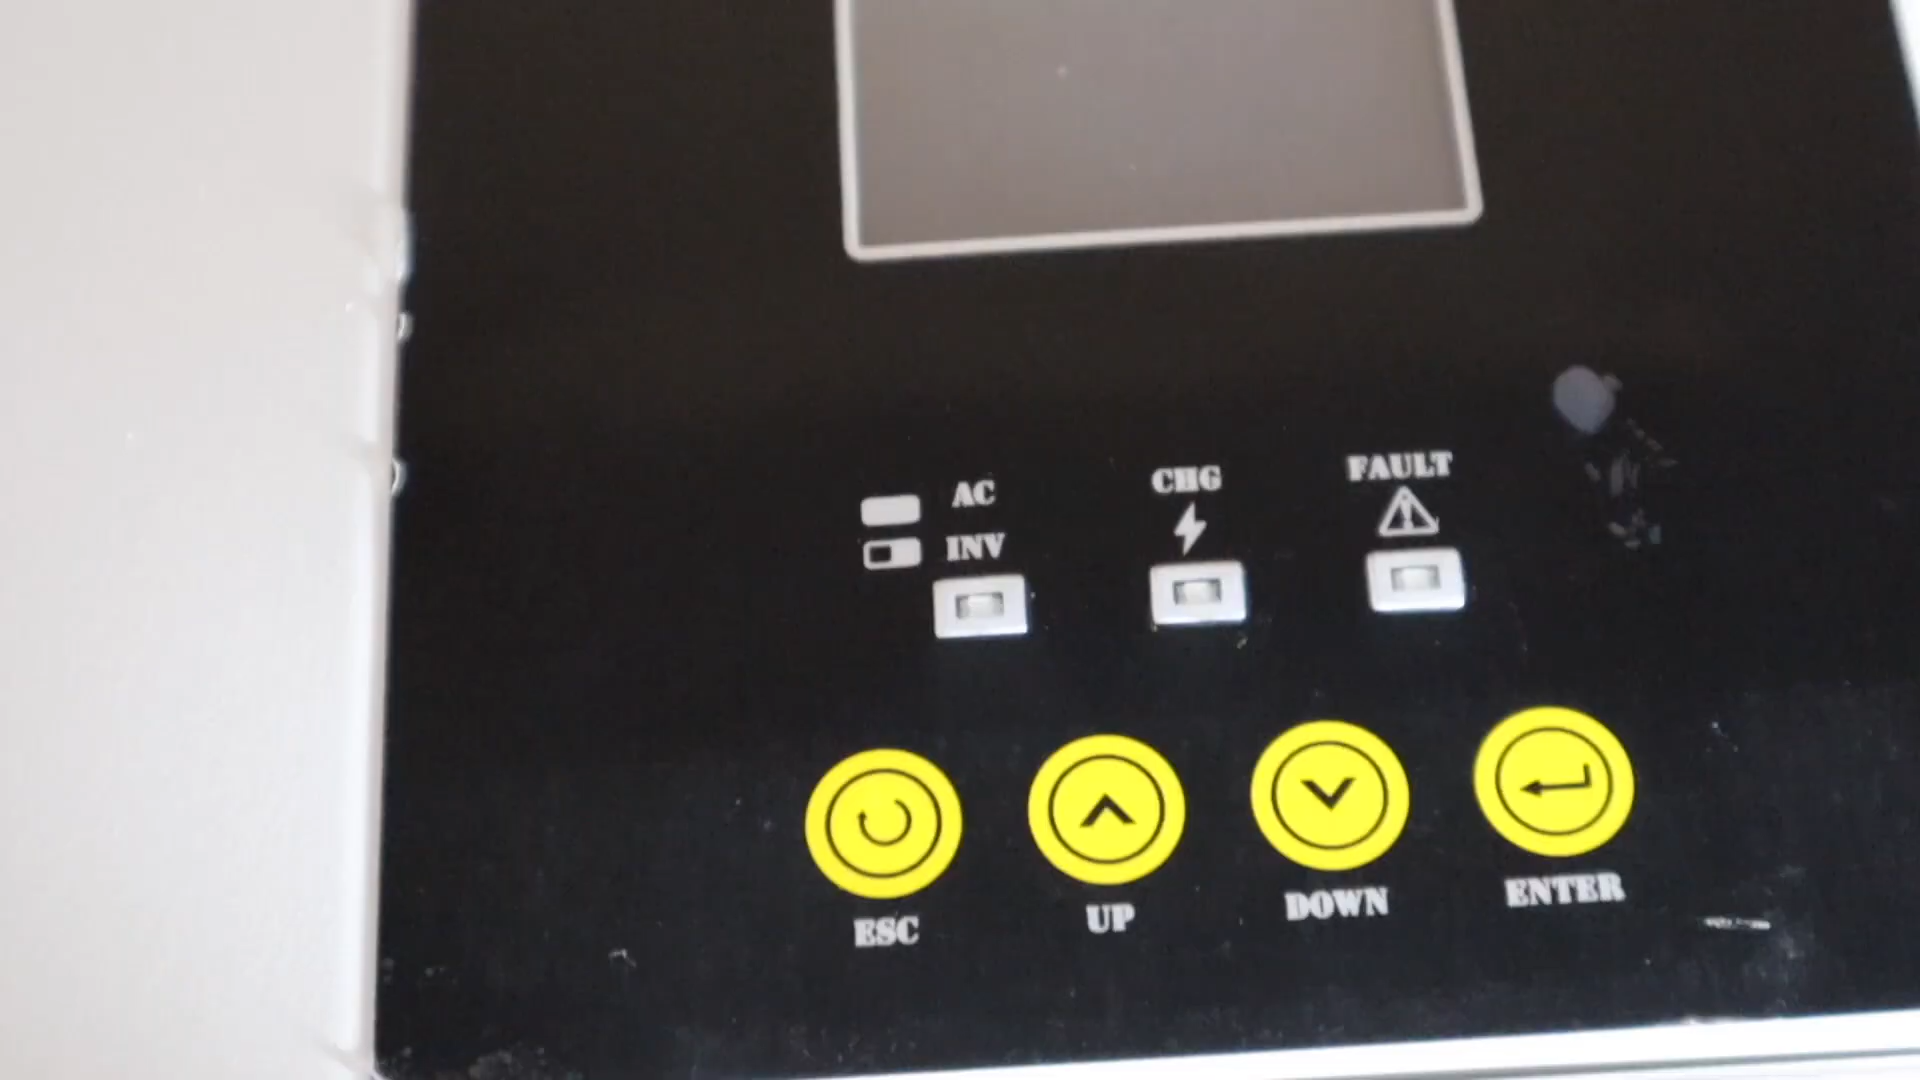 AC
INV
CHG
FAULT
ESC
UP
DOWN
ENTER